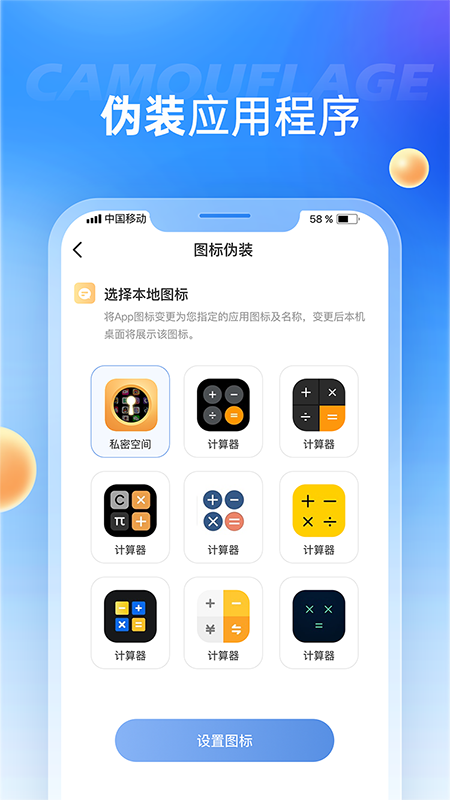 CAMOUFLAGE
伪装应用程序
中国移动 58 %
图标伪装
选择本地图标
将App图标变更为您指定的应用图标及名称，变更后本机
桌面将展示该图标。
私密空间 计算器 计算器
C × π +
计算器 计算器 计算器
¥
计算器 计算器 计算器
设置图标